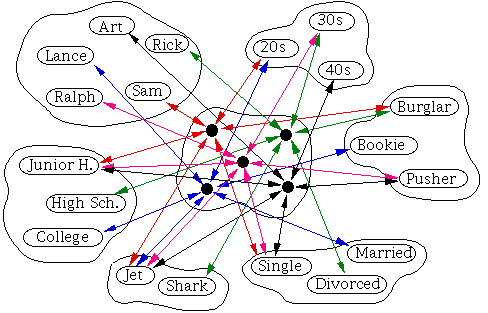 Art
30s
Rick
20s
Lance
40s
Sam
Ralph
Burglar
Bookie
Junior H.
Pusher
High Sch.
College
Married
Single
Jet
Divorced
Shark